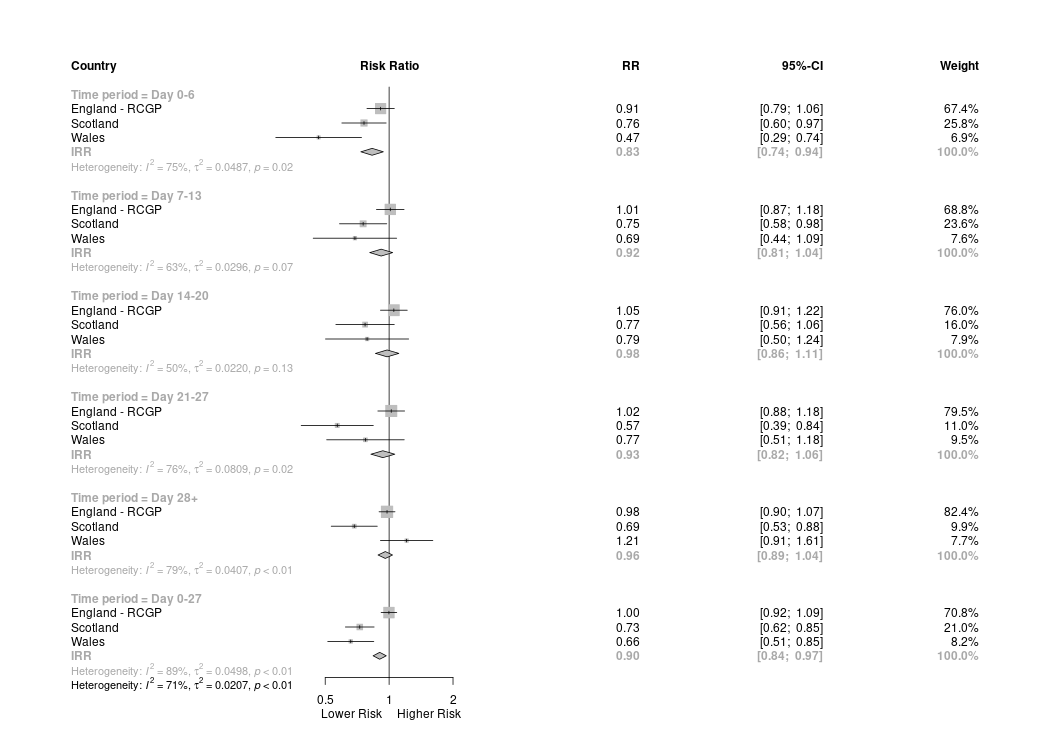 Country Risk Ratio RR 95%-CI Weight
Time period = Day 0-6
England - RCGP 0.91 [0.79; 1.06] 67.4%
Scotland 0.76 [0.60; 0.97] 25.8%
Wales 0.47 [0.29; 0.74] 6.9%
IRR 0.83 [0.74; 0.94] 100.0%
Heterogeneity: I² = 75%, τ² = 0.0487, p = 0.02
Time period = Day 7-13
England - RCGP 1.01 [0.87; 1.18] 68.8%
Scotland 0.75 [0.58; 0.98] 23.6%
Wales 0.69 [0.44; 1.09] 7.6%
IRR 0.92 [0.81; 1.04] 100.0%
Heterogeneity: I² = 63%, τ² = 0.0296, p = 0.07
Time period = Day 14-20
England - RCGP 1.05 [0.91; 1.22] 76.0%
Scotland 0.77 [0.56; 1.06] 16.0%
Wales 0.79 [0.50; 1.24] 7.9%
IRR 0.98 [0.86; 1.11] 100.0%
Heterogeneity: I² = 50%, τ² = 0.0220, p = 0.13
Time period = Day 21-27
England - RCGP 1.02 [0.88; 1.18] 79.5%
Scotland 0.57 [0.39; 0.84] 11.0%
Wales 0.77 [0.51; 1.18] 9.5%
IRR 0.93 [0.82; 1.06] 100.0%
Heterogeneity: I² = 76%, τ² = 0.0809, p = 0.02
Time period = Day 28+
England - RCGP 0.98 [0.90; 1.07] 82.4%
Scotland 0.69 [0.53; 0.88] 9.9%
Wales 1.21 [0.91; 1.61] 7.7%
IRR 0.96 [0.89; 1.04] 100.0%
Heterogeneity: I² = 79%, τ² = 0.0407, p < 0.01
Time period = Day 0-27
England - RCGP 1.00 [0.92; 1.09] 70.8%
Scotland 0.73 [0.62; 0.85] 21.0%
Wales 0.66 [0.51; 0.85] 8.2%
IRR 0.90 [0.84; 0.97] 100.0%
Heterogeneity: I² = 89%, τ² = 0.0498, p < 0.01
Heterogeneity: I² = 71%, τ² = 0.0207, p < 0.01
0.5 1 2
Lower Risk Higher Risk